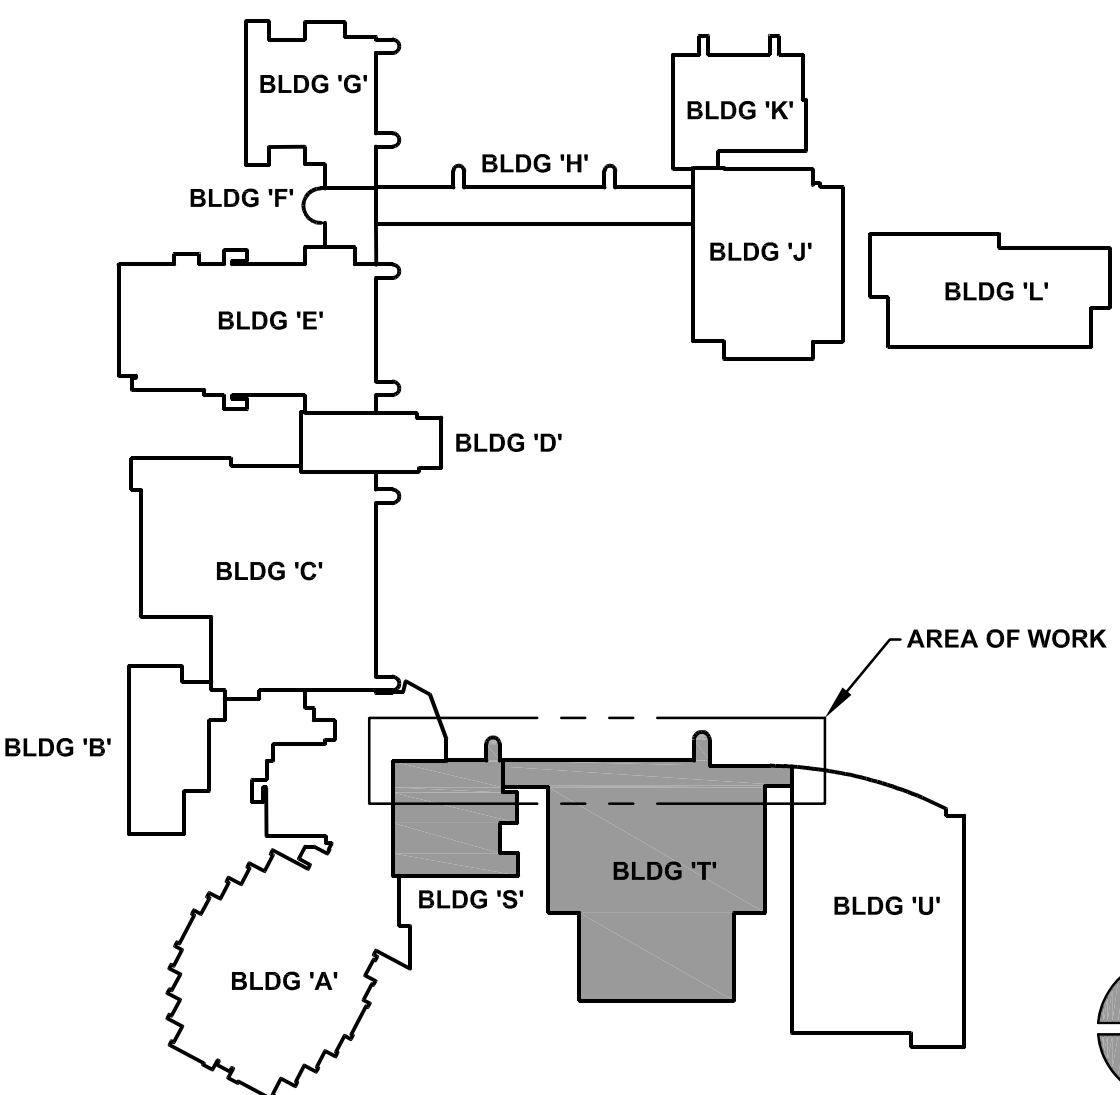 BLDG 'G'
BLDG 'K'
BLDG 'H'
BLDG 'F'
BLDG 'J'
BLDG 'L'
BLDG 'E'
BLDG 'D'
BLDG 'C'
AREA OF WORK
BLDG 'B'
BLDG 'T'
BLDG 'S'
BLDG 'U'
BLDG 'A'